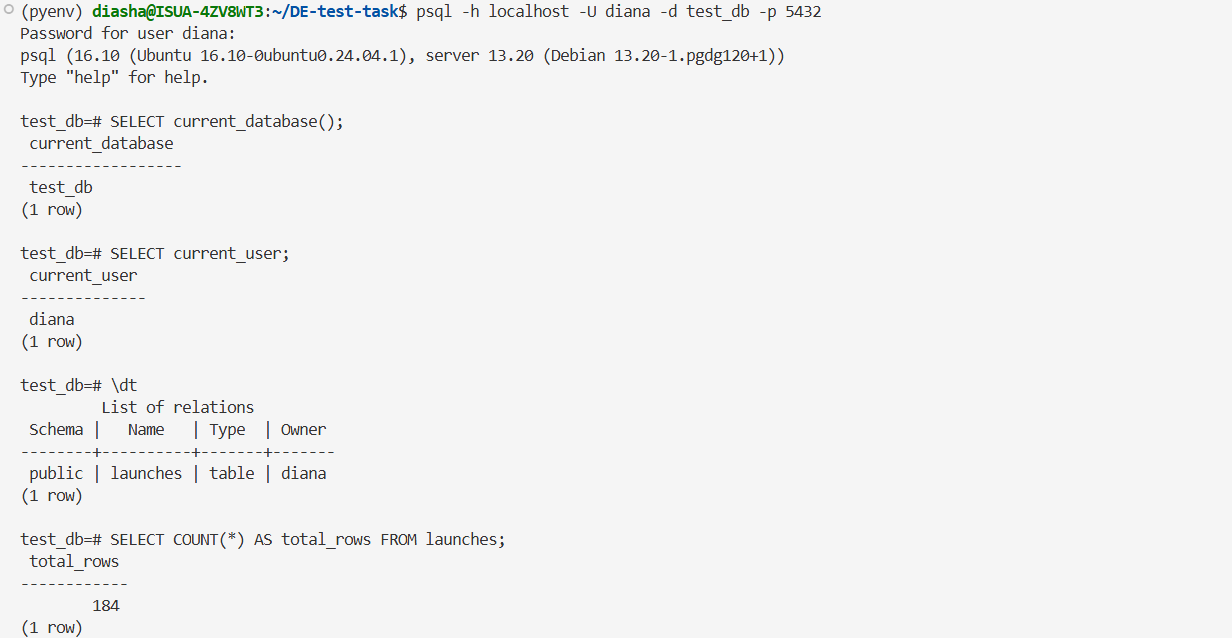 (pyenv) diasha@ISUA-4ZV8WT3:~/DE-test-task$ psql -h localhost -U diana -d test_db -p 5432
Password for user diana:
psql (16.10 (Ubuntu 16.10-0ubuntu0.24.04.1), server 13.20 (Debian 13.20-1.pgdg120+1))
Type "help" for help.

test_db=# SELECT current_database();
 current_database
------------------
 test_db
(1 row)

test_db=# SELECT current_user;
 current_user
--------------
 diana
(1 row)

test_db=# \dt
         List of relations
 Schema |   Name   | Type  | Owner
--------+----------+-------+-------
 public | launches | table | diana
(1 row)

test_db=# SELECT COUNT(*) AS total_rows FROM launches;
 total_rows
------------
        184
(1 row)